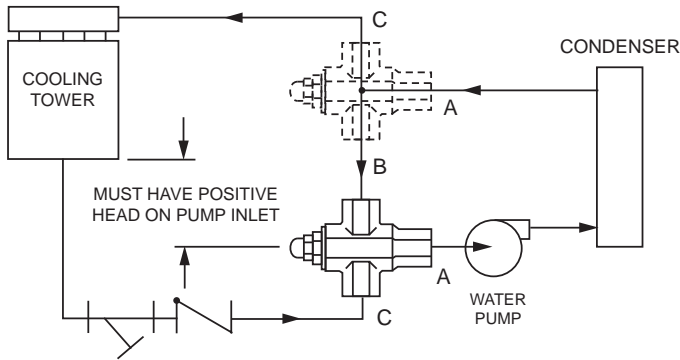 C
CONDENSER
COOLING
TOWER
A
B
MUST HAVE POSITIVE
HEAD ON PUMP INLET
A
WATER
PUMP
C